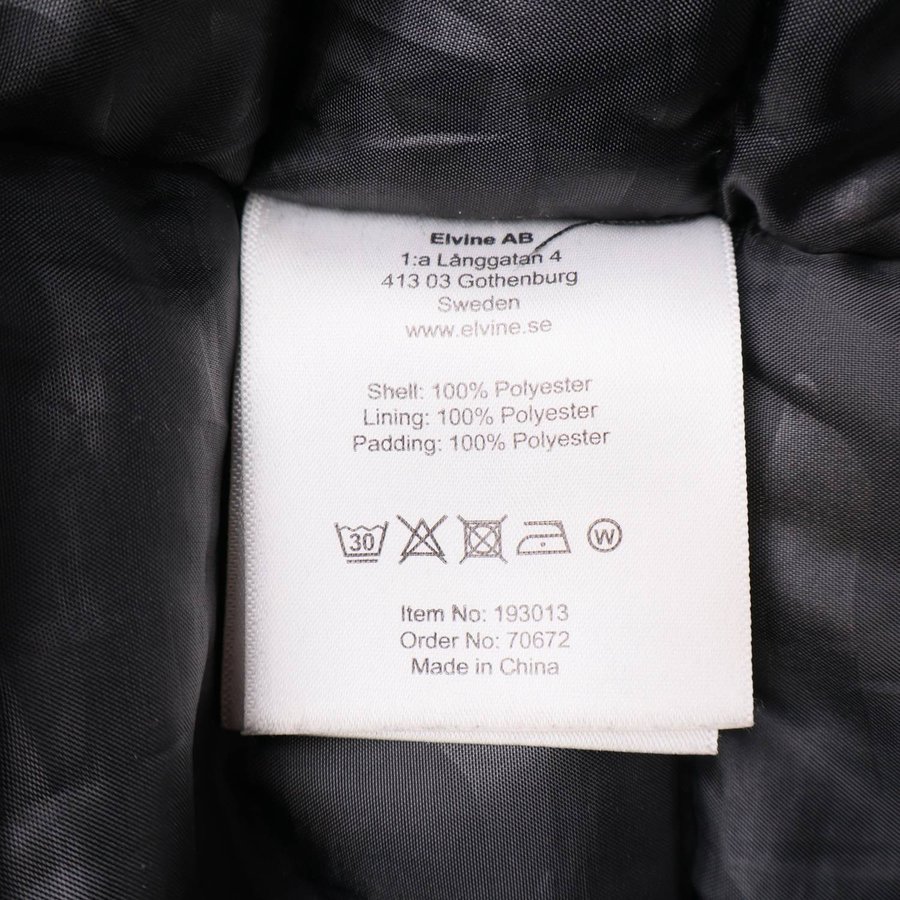 Elvine AB
1:a Långgatan 4
413 03 Gothenburg
Sweden
www.elvine.se
Shell: 100% Polyester
Lining: 100% Polyester
Padding: 100% Polyester
30 W
Item No: 193013
Order No: 70672
Made in China